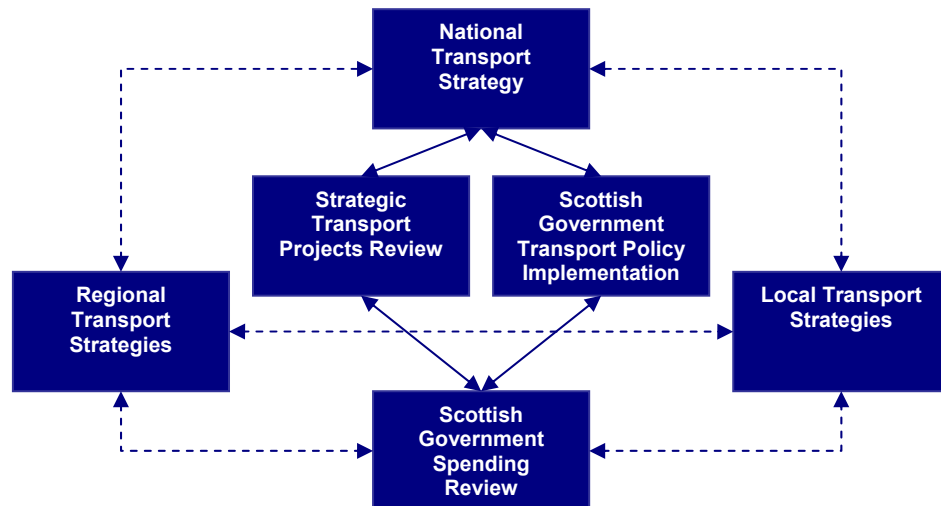 National
Transport
Strategy
Strategic
Transport
Projects Review
Scottish
Government
Transport Policy
Implementation
Regional
Transport
Strategies
Local Transport
Strategies
Scottish
Government
Spending
Review